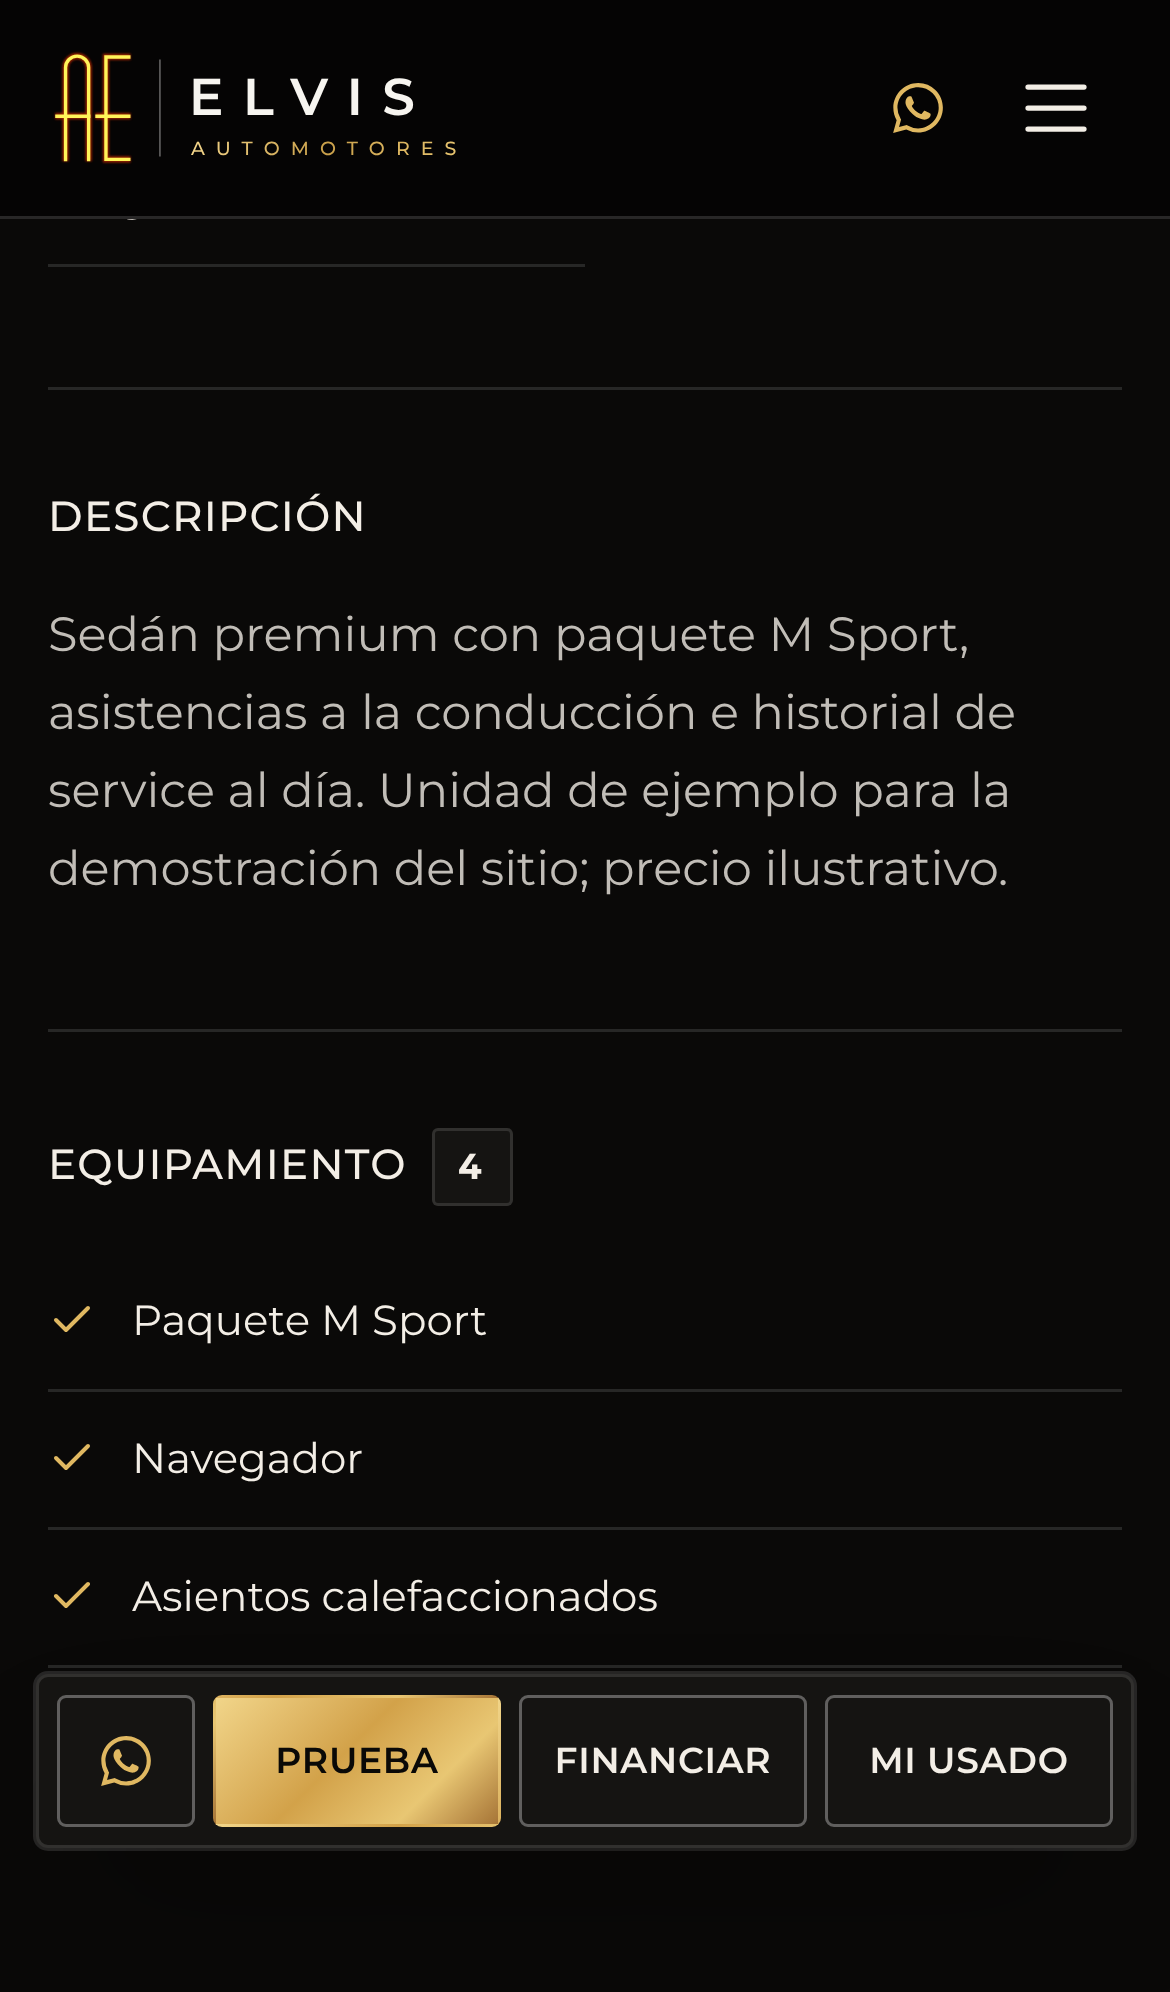 AE
ELVIS
AUTOMOTORES
DESCRIPCIÓN
Sedán premium con paquete M Sport,
asistencias a la conducción e historial de
service al día. Unidad de ejemplo para la
demostración del sitio; precio ilustrativo.
EQUIPAMIENTO 4
Paquete M Sport
Navegador
Asientos calefaccionados
PRUEBA FINANCIAR MI USADO